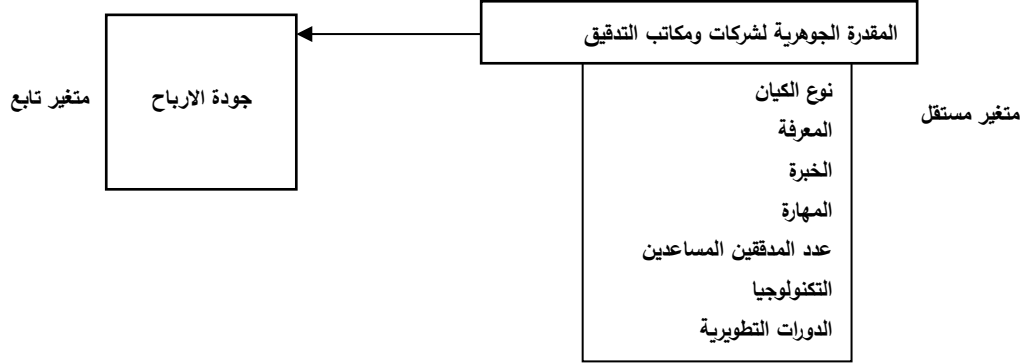 المقدرة الجوهرية لشركات ومكاتب التدقيق
متغير مستقل
نوع الكيان
المعرفة
الخبرة
المهارة
عدد المدققين المساعدين
التكنولوجيا
الدورات التطويرية
جودة الارباح
متغير تابع